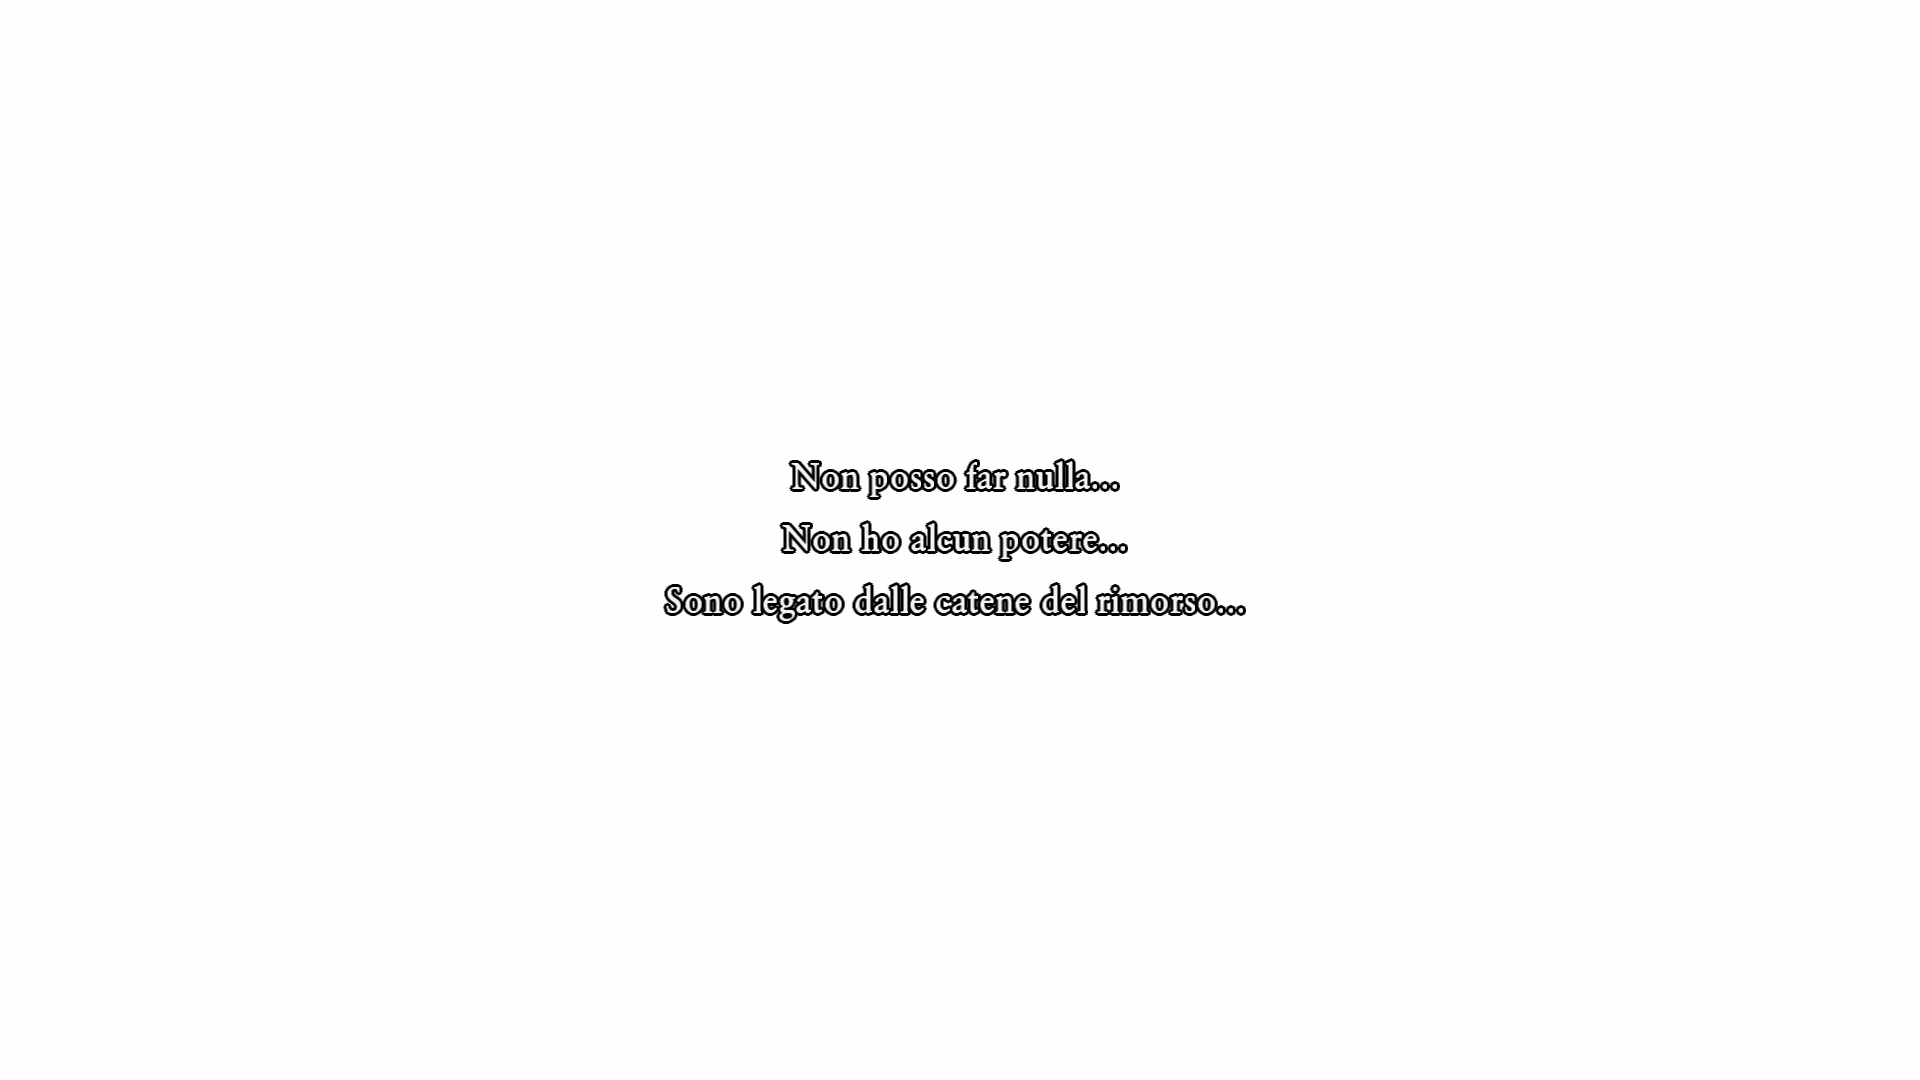 Non posso far nulla...
Non ho alcun potere...
Sono legato dalle catene del rimorso...